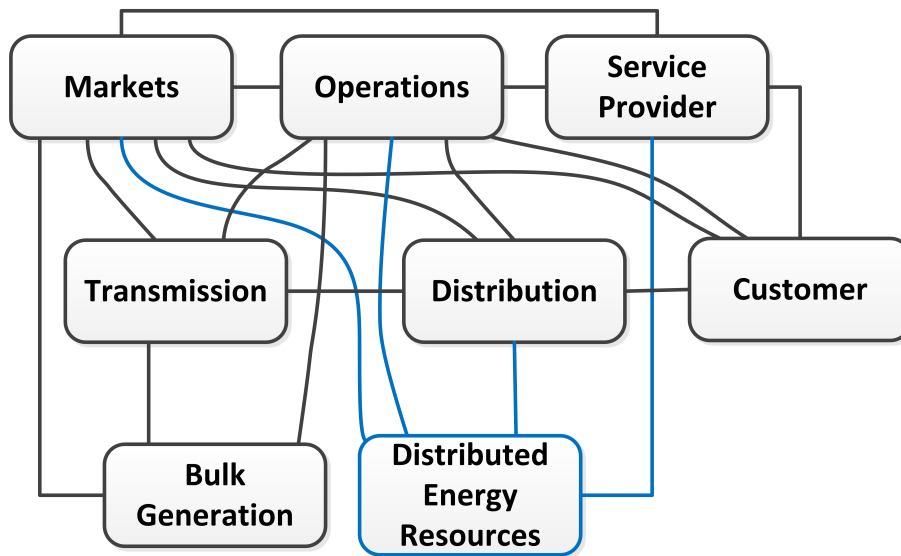 Markets
Operations
Service
Provider
Transmission
Distribution
Customer
Bulk
Generation
Distributed
Energy
Resources